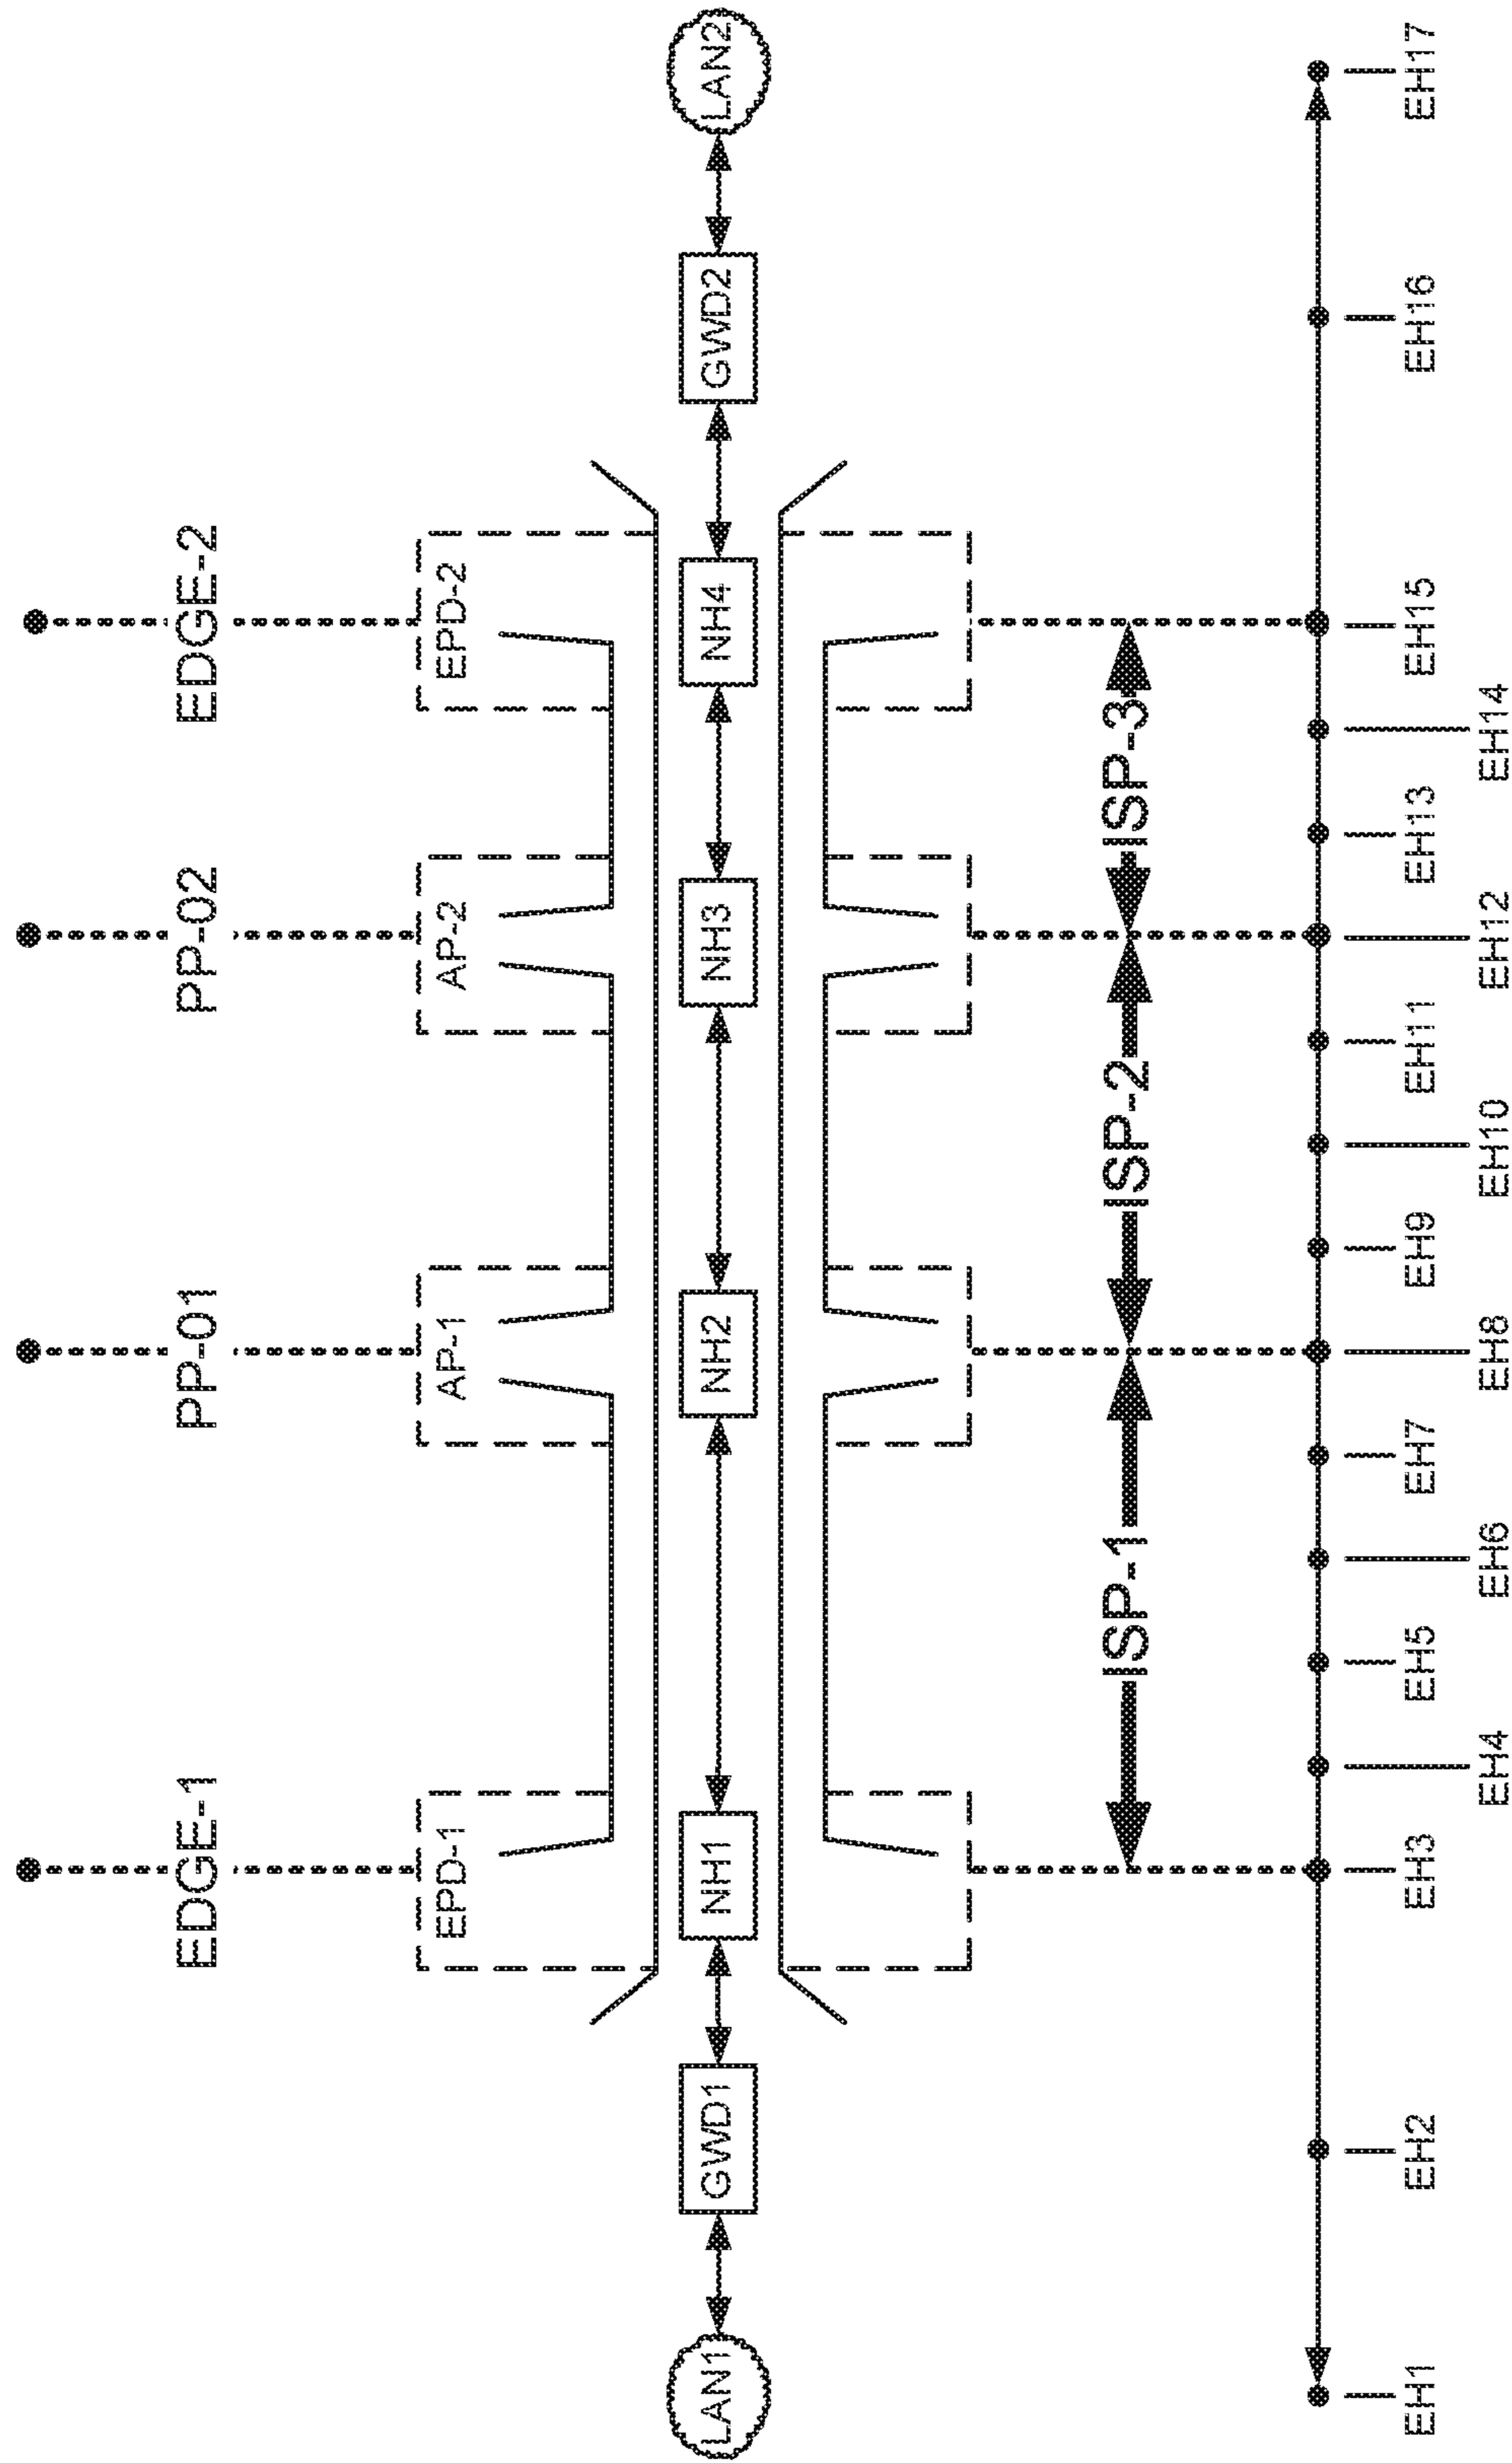 EDGE-1
PP-01
PP-02
EDGE-2
EPD-1
AP-1
AP-2
EPD-2
LAN1
GWD1
NH1
NH2
NH3
NH4
GWD2
LAN2
ISP-1
ISP-2
ISP-3
EH1
EH2
EH3
EH4
EH5
EH6
EH7
EH8
EH9
EH10
EH11
EH12
EH13
EH14
EH15
EH16
EH17